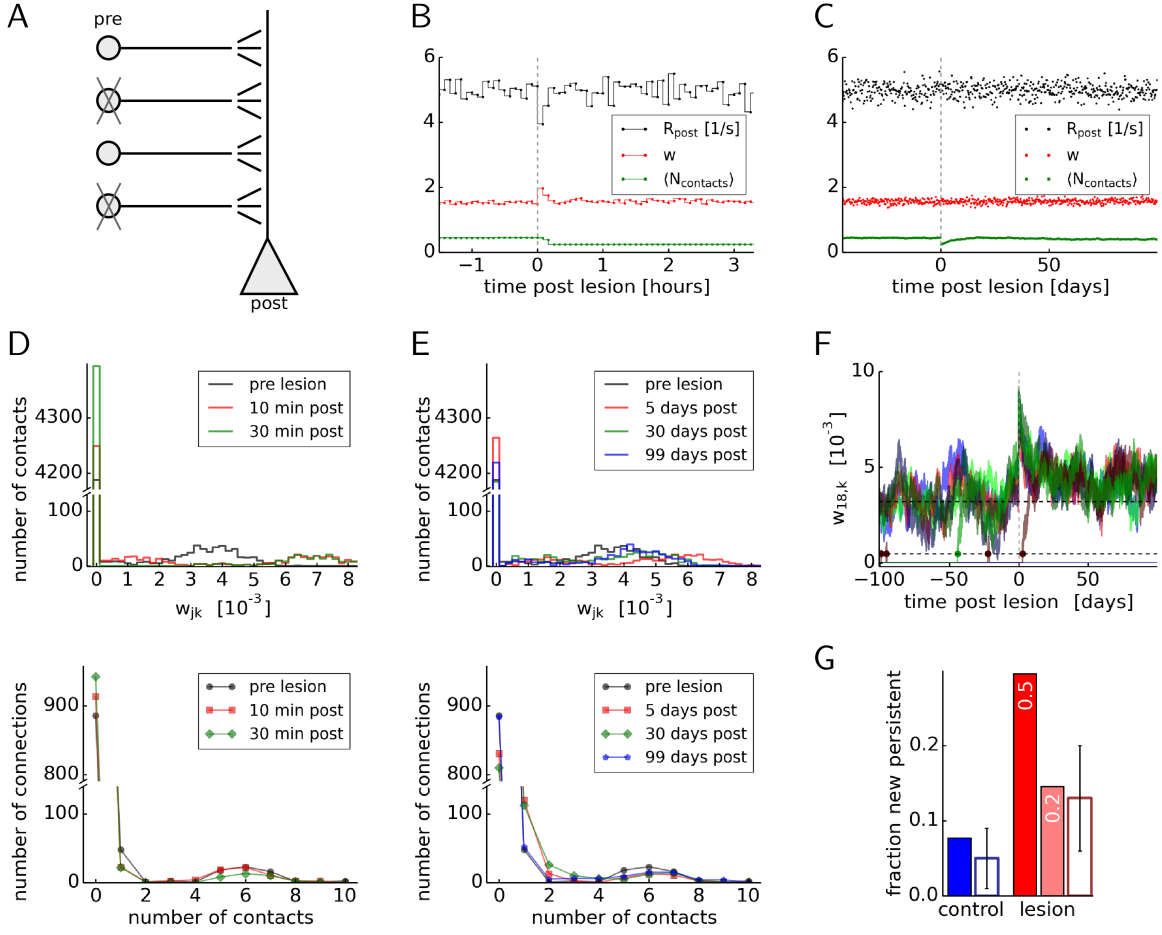 A
pre
post
B
6
4
2
0
R_post [1/s]
w
⟨N_contacts⟩
−1
0
1
2
3
time post lesion [hours]
C
6
4
2
0
R_post [1/s]
w
⟨N_contacts⟩
0
50
time post lesion [days]
D
number of contacts
4300
4200
100
0
pre lesion
10 min post
30 min post
0 1 2 3 4 5 6 7 8
w_jk [10^-3]
number of connections
900
800
100
0
pre lesion
10 min post
30 min post
0 2 4 6 8 10
number of contacts
E
number of contacts
4300
4200
100
0
pre lesion
5 days post
30 days post
99 days post
0 1 2 3 4 5 6 7 8
w_jk [10^-3]
number of connections
900
800
100
0
pre lesion
5 days post
30 days post
99 days post
0 2 4 6 8 10
number of contacts
F
w_18,k [10^-3]
10
5
0
−100 −50 0 50
time post lesion [days]
G
fraction new persistent
0.2
0.1
0.0
0.5
0.2
control
lesion